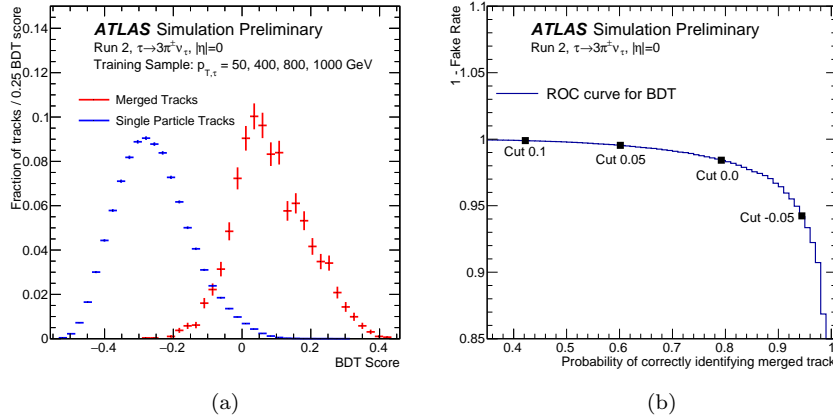 Fraction of tracks / 0.25 BDT score
0.14
0.12
0.1
0.08
0.06
0.04
0.02
0
ATLAS Simulation Preliminary
Run 2, τ→3π±ντ, |η|=0
Training Sample: pT,τ = 50, 400, 800, 1000 GeV
Merged Tracks
Single Particle Tracks
−0.4 −0.2 0 0.2 0.4
BDT Score
(a)
1 - Fake Rate
1.1
1.05
1
0.95
0.9
0.85
ATLAS Simulation Preliminary
Run 2, τ→3π±ντ, |η|=0
ROC curve for BDT
Cut 0.1
Cut 0.05
Cut 0.0
Cut -0.05
0.4 0.5 0.6 0.7 0.8 0.9 1
Probability of correctly identifying merged track
(b)